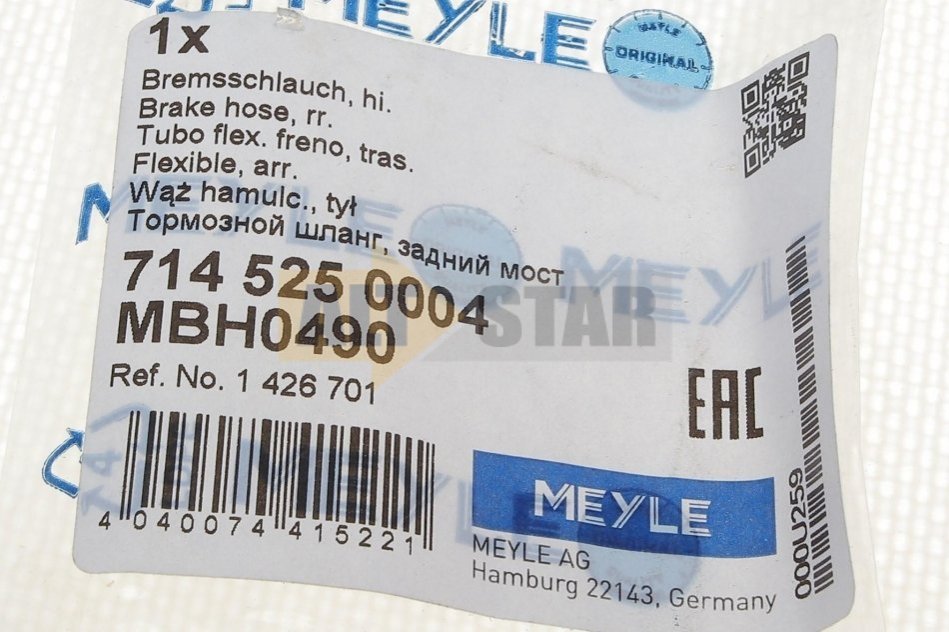 MEYLE
MEYLE
ORIGINAL
1x
Bremsschlauch, hi.
Brake hose, rr.
Tubo flex. freno, tras.
Flexible, arr.
Wąż hamulc., tył
Тормозной шланг, задний мост
MEYLE
MEYLE
714 525 0004
MBH0490
STAR
Ref. No. 1 426 701
EAC
4 040074 415221
MEYLE
MEYLE AG
Hamburg 22143, Germany
000U259